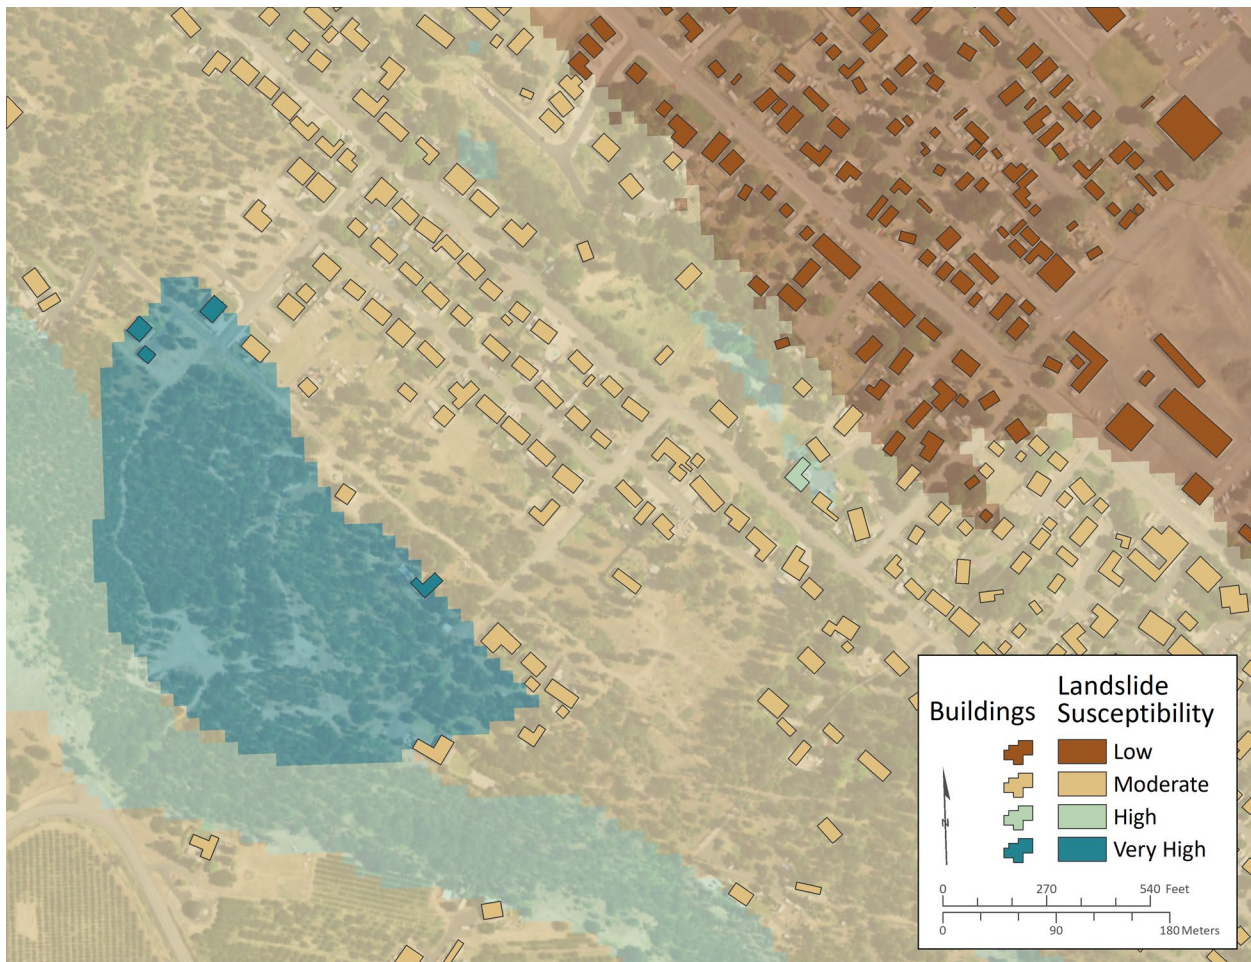 Buildings
Landslide
Susceptibility
Low
Moderate
High
Very High
N
0 270 540 Feet
0 90 180 Meters